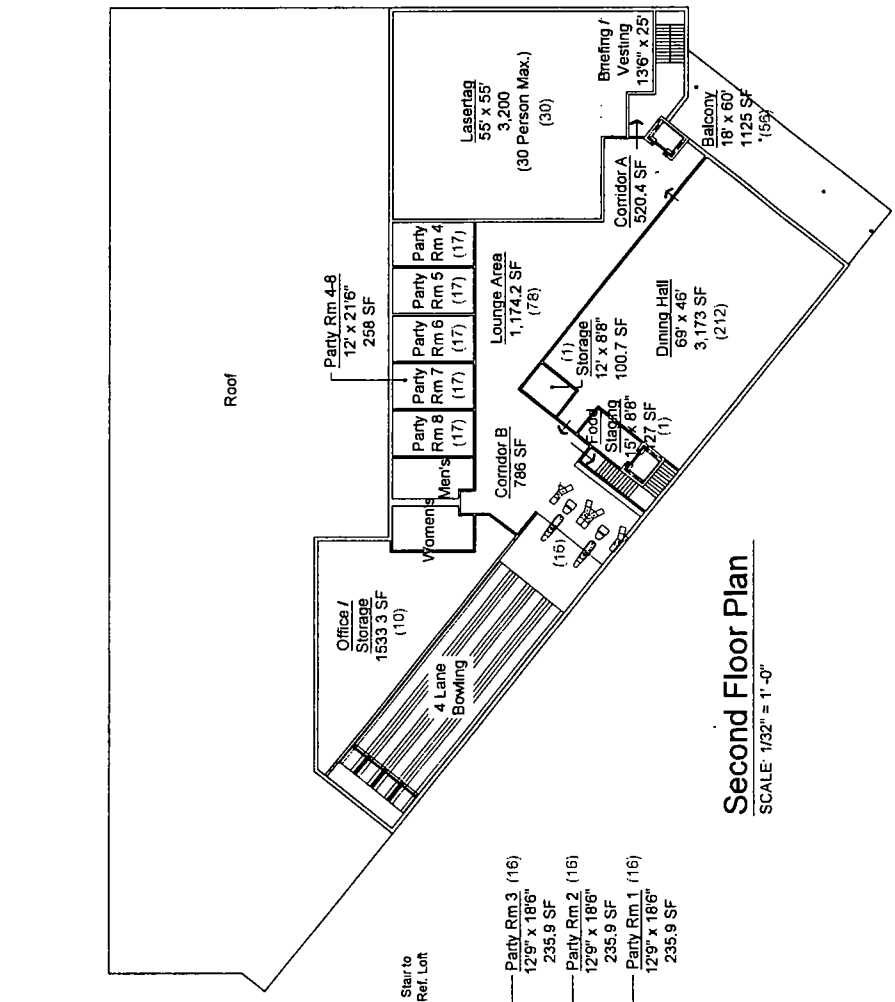 Roof
Party Rm 4-8
12' x 21'6"
258 SF
Lasertag
55' x 55'
3,200
(30 Person Max.)
(30)
Briefing /
Vesting
13'6" x 25'
Balcony
18' x 60'
1125 SF
(56)
Corridor A
520.4 SF
Party
Rm 4
(17)
Party
Rm 5
(17)
Party
Rm 6
(17)
Party
Rm 7
(17)
Party
Rm 8
(17)
Men's
Women's
Lounge Area
1,174.2 SF
(78)
Corridor B
786 SF
(1)
Storage
12' x 8'8"
100.7 SF
Dining Hall
69' x 46'
3,173 SF
(212)
Food
Staging
15' x 8'8"
127 SF
(1)
(16)
Office /
Storage
1533 3 SF
(10)
4 Lane
Bowling
Stair to
Ref. Loft
Party Rm 3 (16)
12'9" x 18'6"
235.9 SF
Party Rm 2 (16)
12'9" x 18'6"
235.9 SF
Party Rm 1 (16)
12'9" x 18'6"
235.9 SF
Second Floor Plan
SCALE: 1/32" = 1'-0"